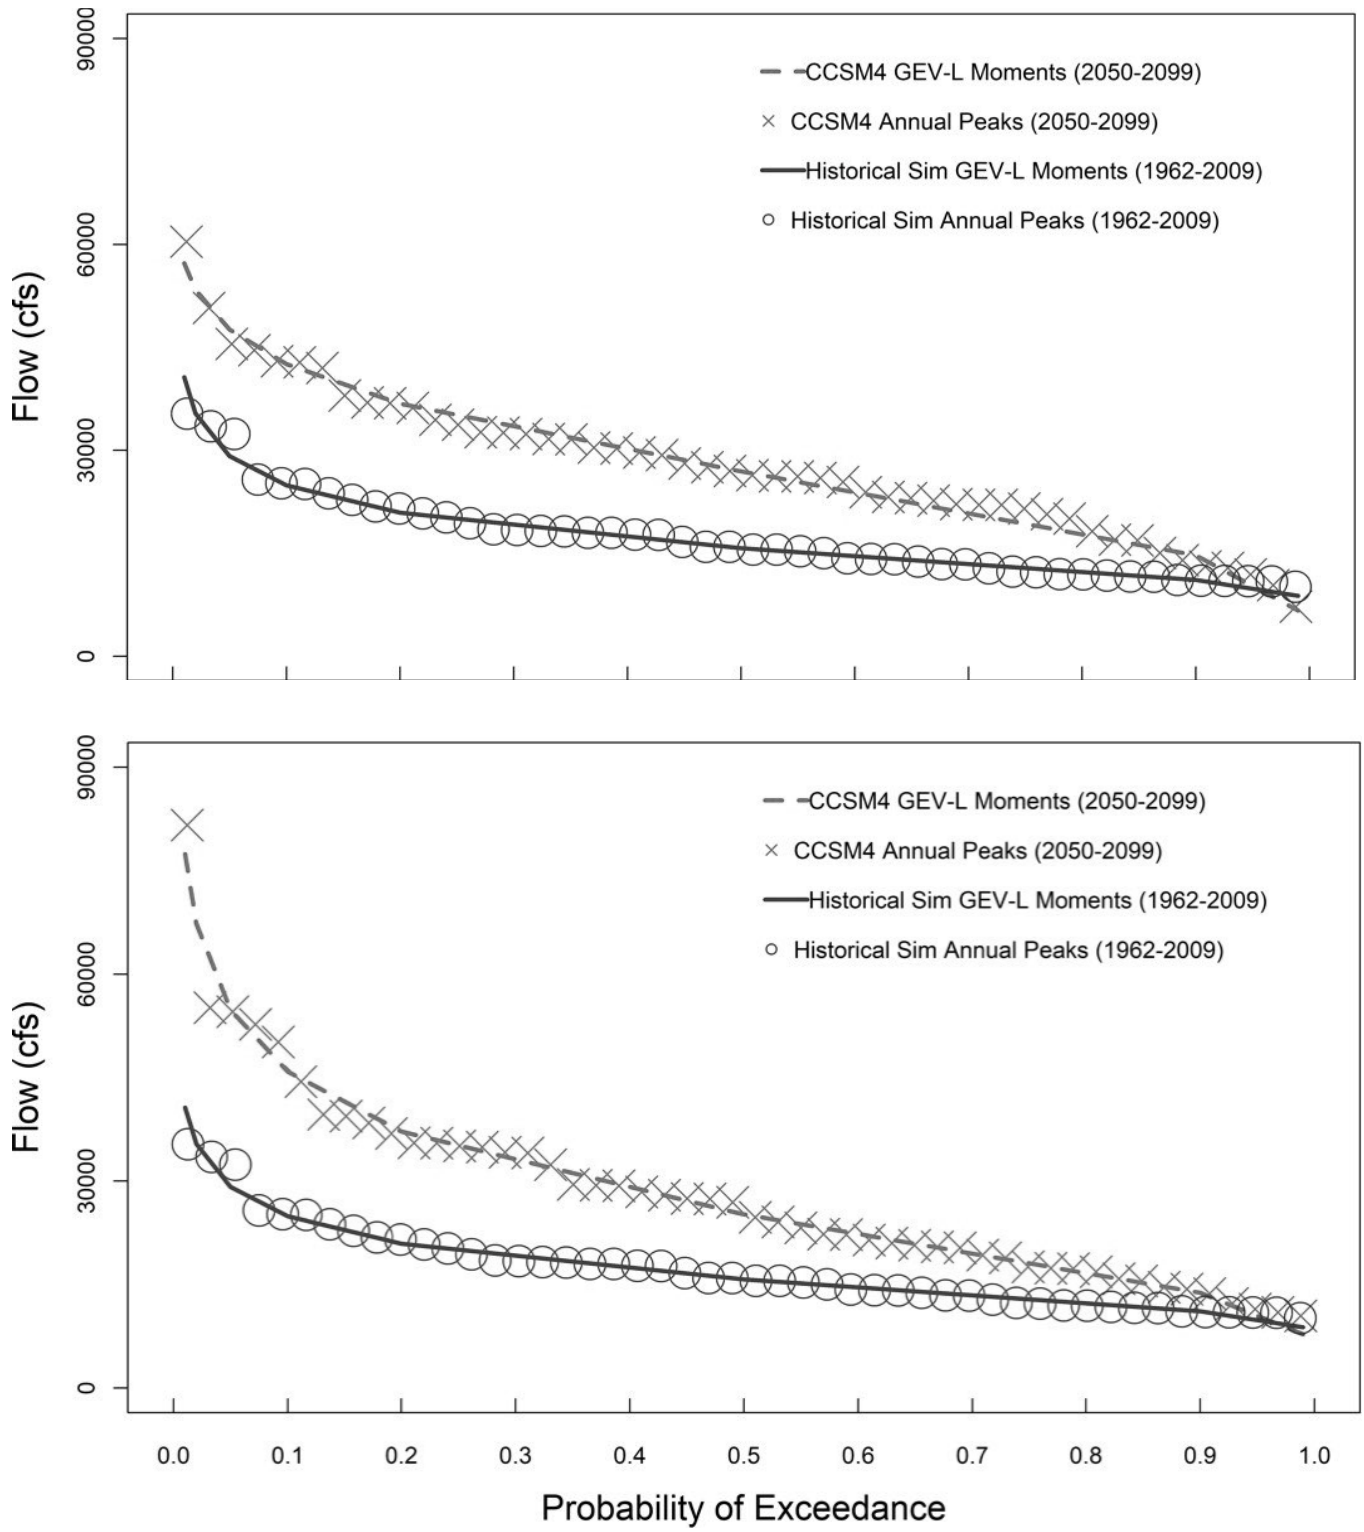 90000
60000
30000
0
Flow (cfs)
CCSM4 GEV-L Moments (2050-2099)
CCSM4 Annual Peaks (2050-2099)
Historical Sim GEV-L Moments (1962-2009)
Historical Sim Annual Peaks (1962-2009)
90000
60000
30000
0
Flow (cfs)
CCSM4 GEV-L Moments (2050-2099)
CCSM4 Annual Peaks (2050-2099)
Historical Sim GEV-L Moments (1962-2009)
Historical Sim Annual Peaks (1962-2009)
0.0 0.1 0.2 0.3 0.4 0.5 0.6 0.7 0.8 0.9 1.0
Probability of Exceedance